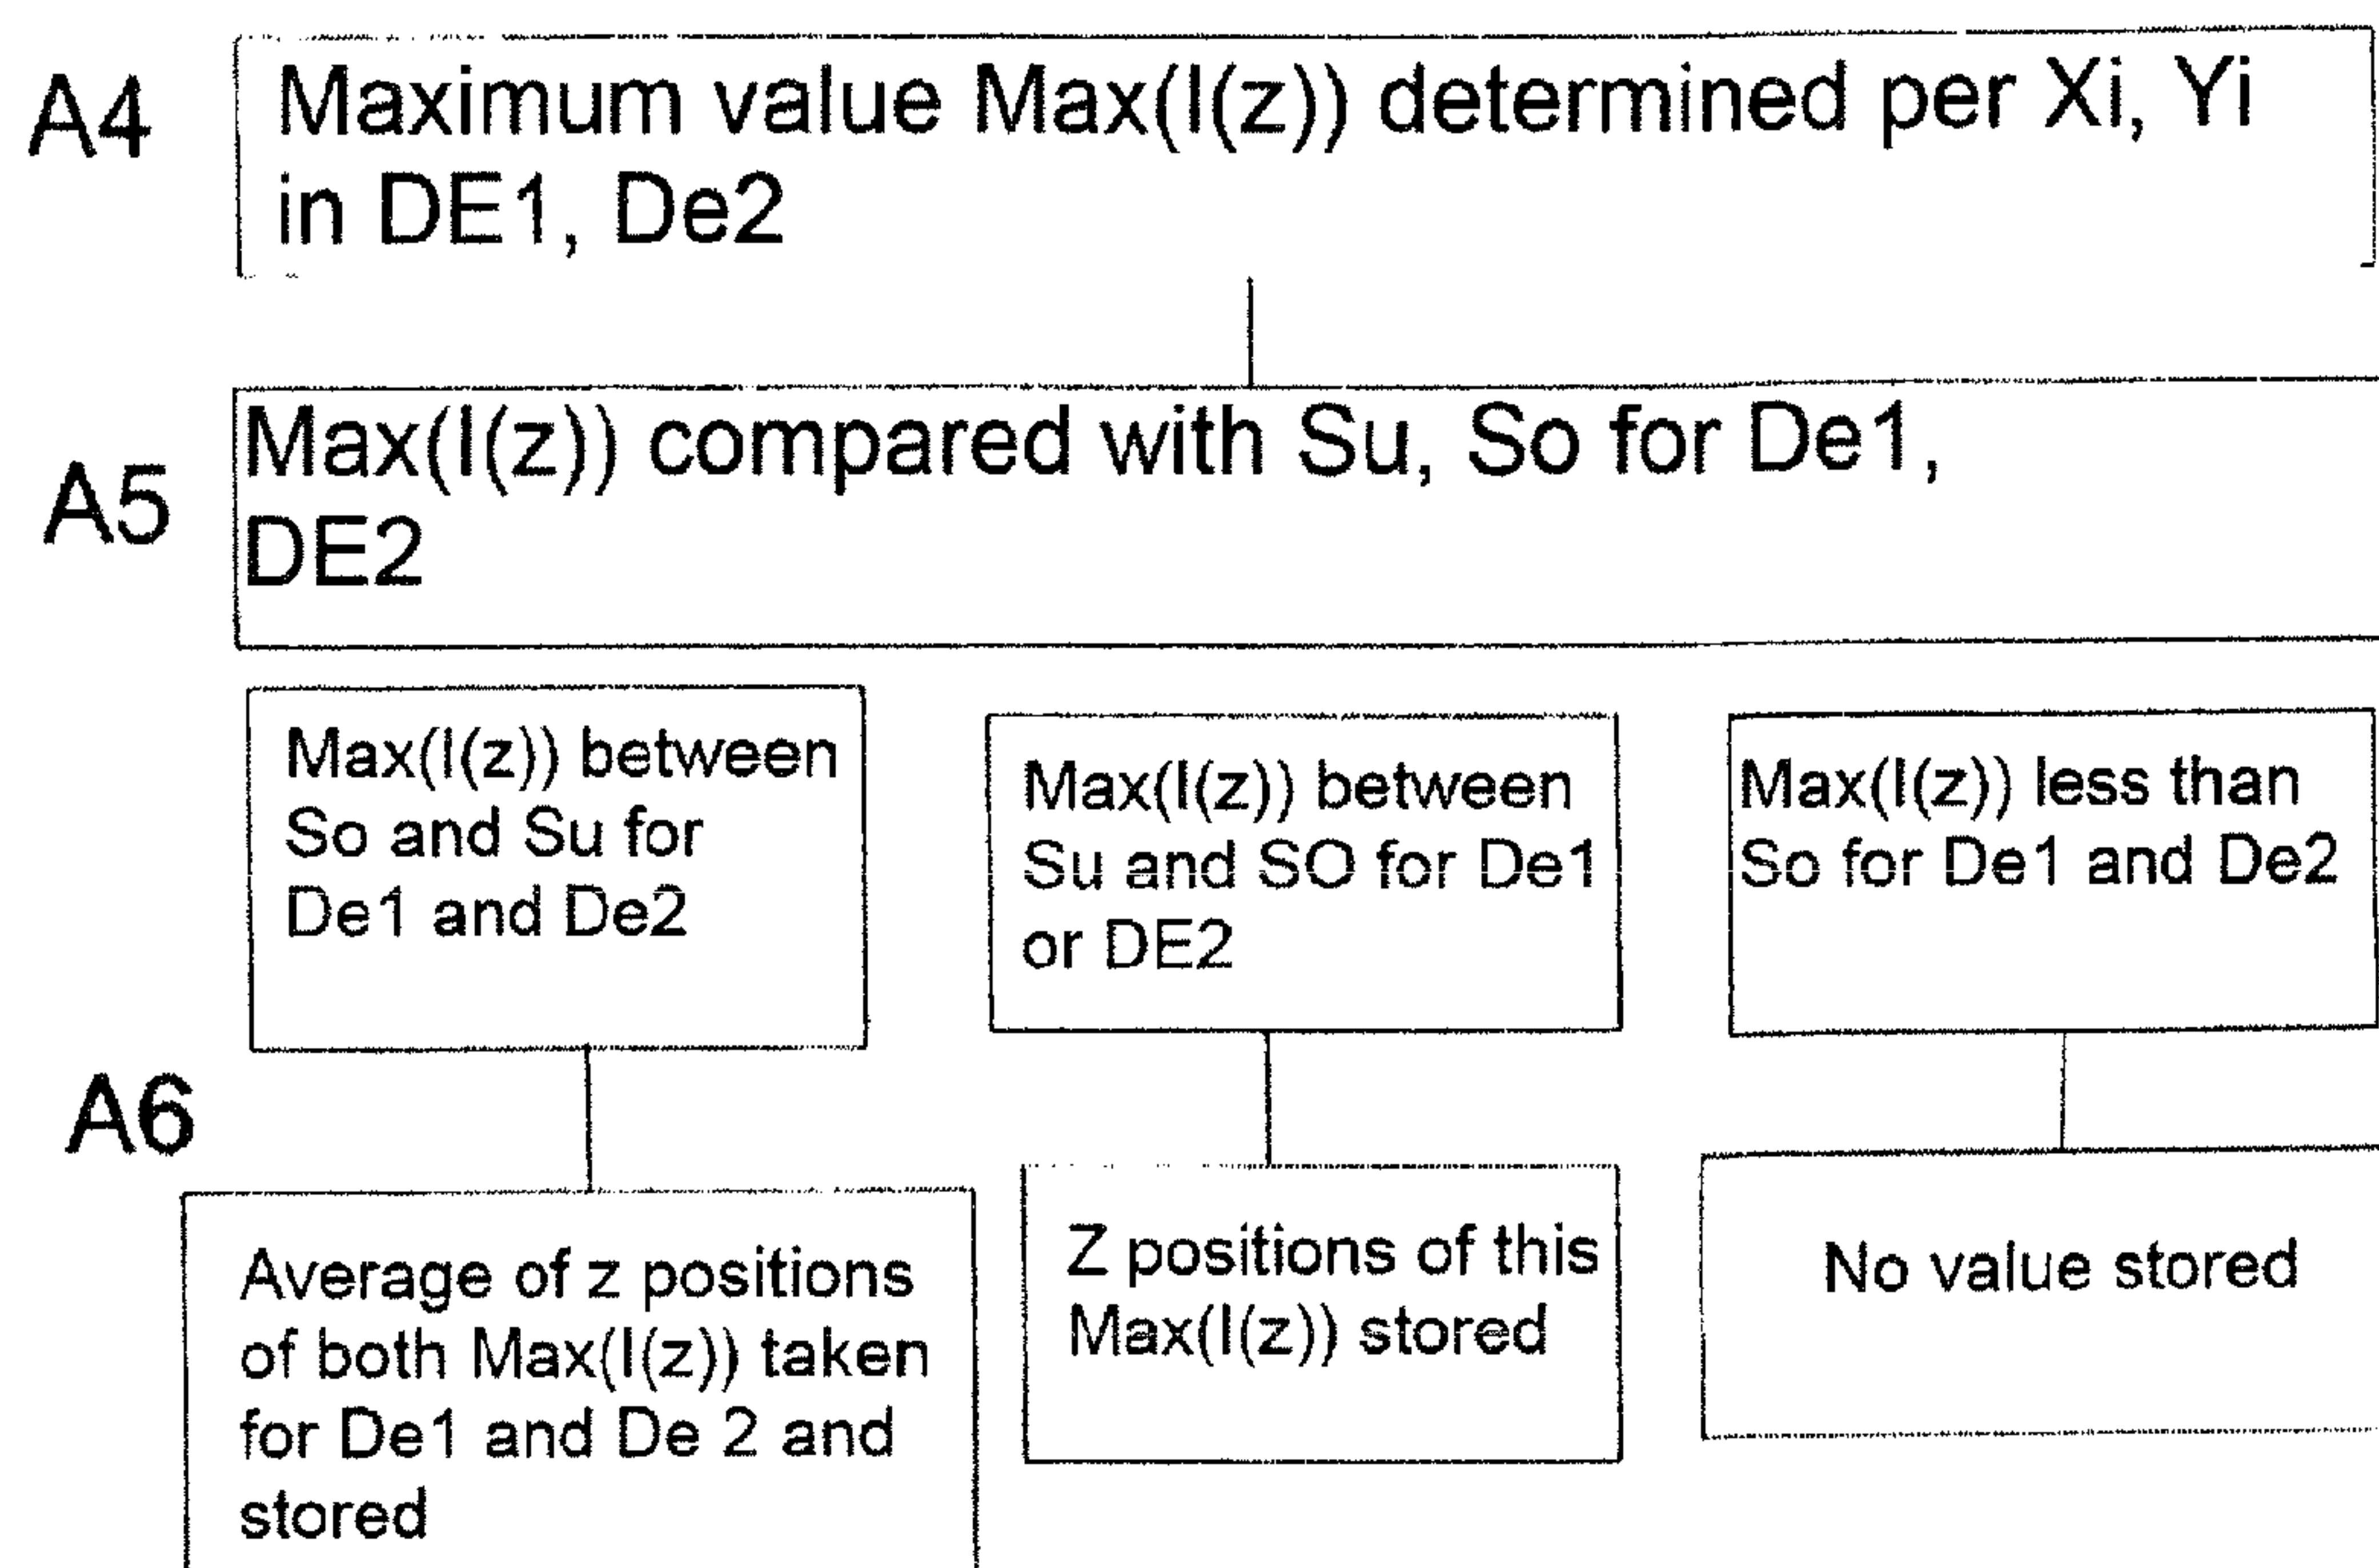 A4
Maximum value Max(I(z)) determined per Xi, Yi
in DE1, De2
A5
Max(I(z)) compared with Su, So for De1,
DE2
Max(I(z)) between
So and Su for
De1 and De2
Max(I(z)) between
Su and SO for De1
or DE2
Max(I(z)) less than
So for De1 and De2
A6
Average of z positions
of both Max(I(z)) taken
for De1 and De 2 and
stored
Z positions of this
Max(I(z)) stored
No value stored